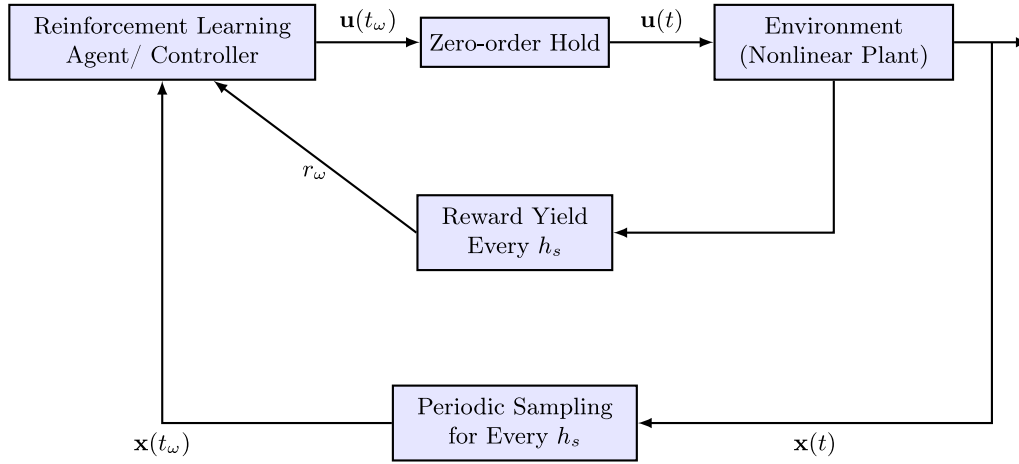 Reinforcement Learning
Agent/ Controller
𝐮(t_ω)
Zero-order Hold
𝐮(t)
Environment
(Nonlinear Plant)
r_ω
Reward Yield
Every h_s
Periodic Sampling
for Every h_s
𝐱(t_ω)
𝐱(t)